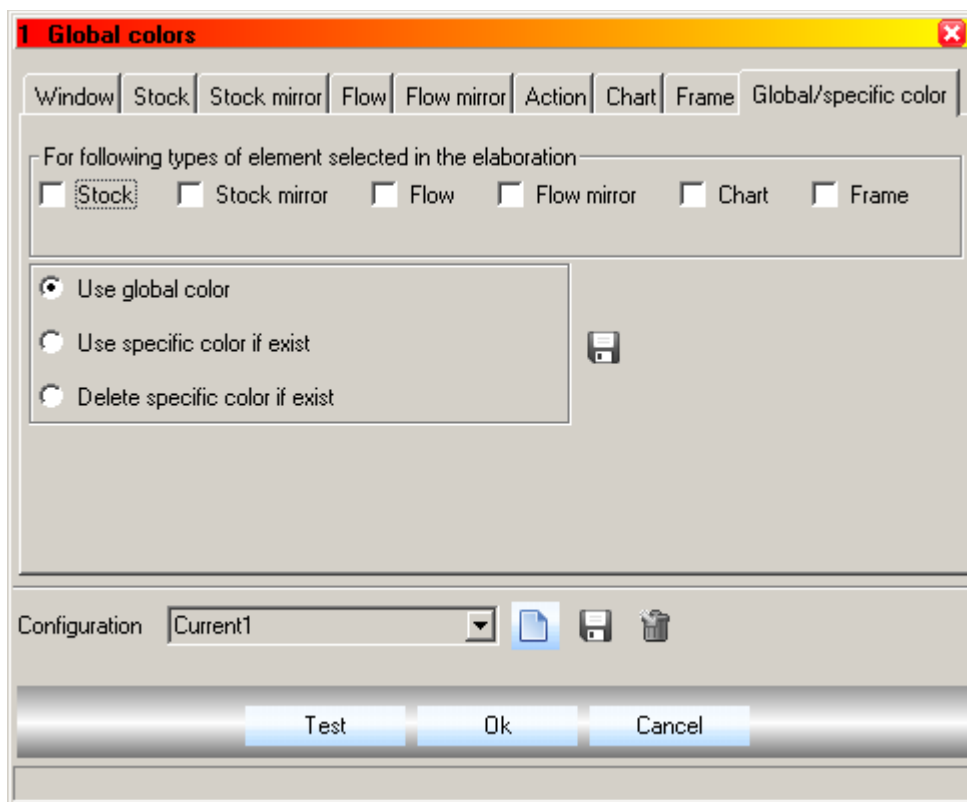 1 Global colors
Window Stock Stock mirror Flow Flow mirror Action Chart Frame Global/specific color
For following types of element selected in the elaboration
Stock Stock mirror Flow Flow mirror Chart Frame
Use global color
Use specific color if exist
Delete specific color if exist
Configuration Current1
Test Ok Cancel